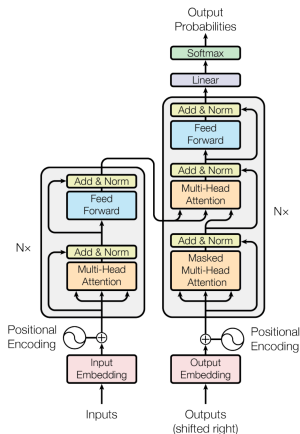 Output
Probabilities
Softmax
Linear
Add & Norm
Feed
Forward
Add & Norm
Multi-Head
Attention
Add & Norm
Masked
Multi-Head
Attention
Nx
Add & Norm
Feed
Forward
Add & Norm
Multi-Head
Attention
Nx
Positional
Encoding
Positional
Encoding
Input
Embedding
Output
Embedding
Inputs
Outputs
(shifted right)